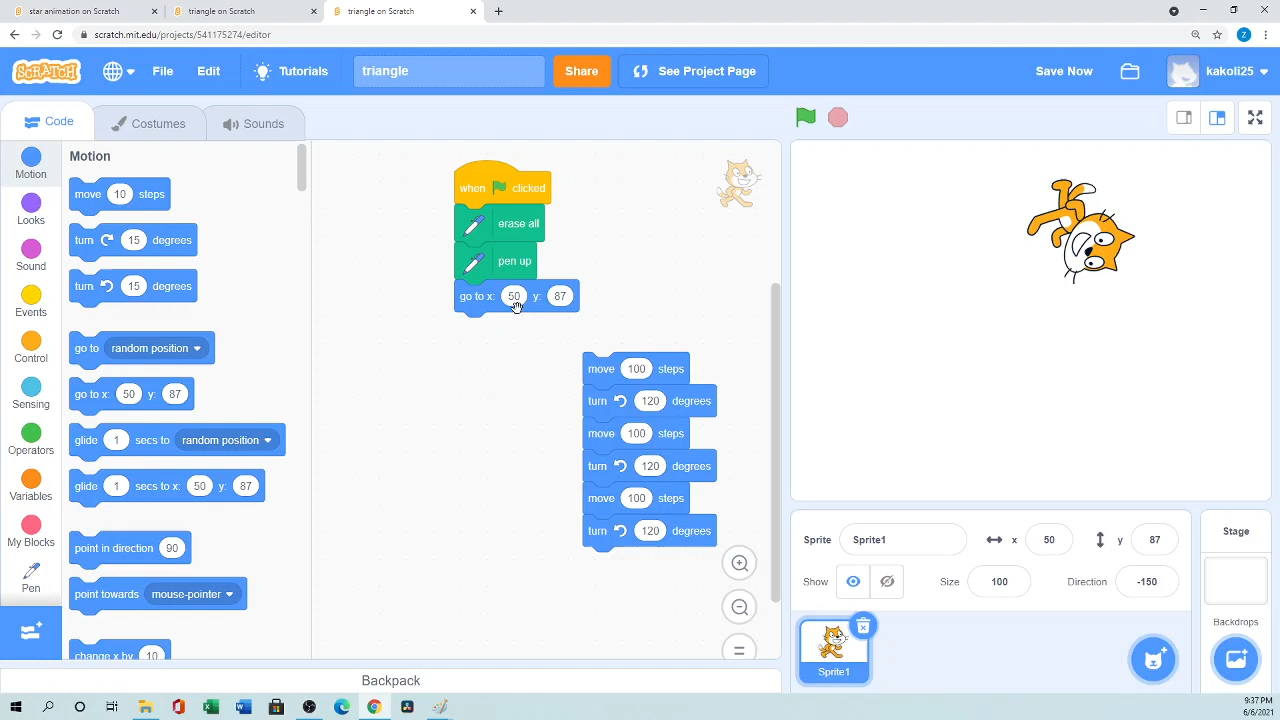 star animation on Scratch
triangle on Scratch
triangle on Scratch
scratch.mit.edu/projects/541175274/editor
Z
SCRATCH
File
Edit
Tutorials
triangle
Share
See Project Page
Save Now
kakoli25
Code
Costumes
Sounds
Motion
Looks
Sound
Events
Control
Sensing
Operators
Variables
My Blocks
Pen
Motion
move 10 steps
turn 15 degrees
turn 15 degrees
go to random position
go to x: 50 y: 87
glide 1 secs to random position
glide 1 secs to x: 50 y: 87
point in direction 90
point towards mouse-pointer
change x by 10
when clicked
erase all
pen up
go to x: 50 y: 87
move 100 steps
turn 120 degrees
move 100 steps
turn 120 degrees
move 100 steps
turn 120 degrees
Backpack
Sprite Sprite1 x 50 y 87
Show Size 100 Direction -150
Sprite1
Stage
Backdrops
9:37 PM
6/6/2021